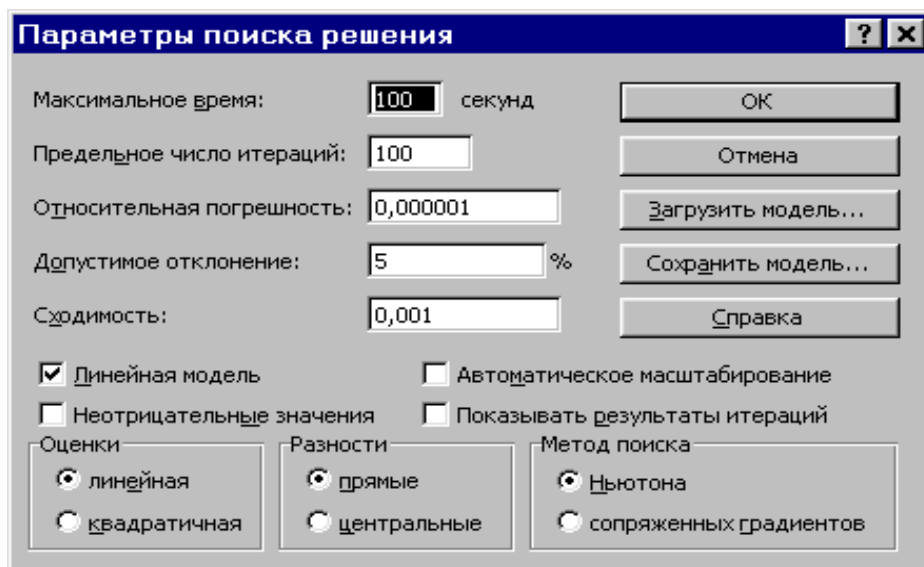 Параметры поиска решения
Максимальное время: 100 секунд
ОК
Предельное число итераций: 100
Отмена
Относительная погрешность: 0,000001
Загрузить модель...
Допустимое отклонение: 5 %
Сохранить модель...
Сходимость: 0,001
Справка
Линейная модель
Автоматическое масштабирование
Неотрицательные значения
Показывать результаты итераций
Оценки
линейная
квадратичная
Разности
прямые
центральные
Метод поиска
Ньютона
сопряженных градиентов